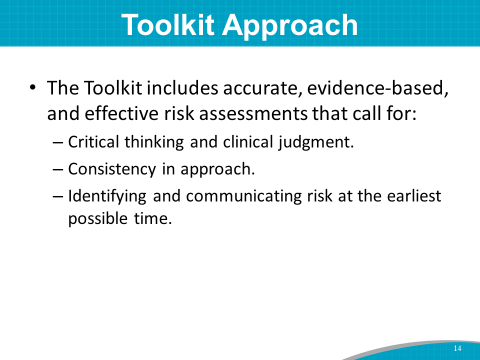 Toolkit Approach
• The Toolkit includes accurate, evidence-based,
and effective risk assessments that call for:
– Critical thinking and clinical judgment.
– Consistency in approach.
– Identifying and communicating risk at the earliest
possible time.
14